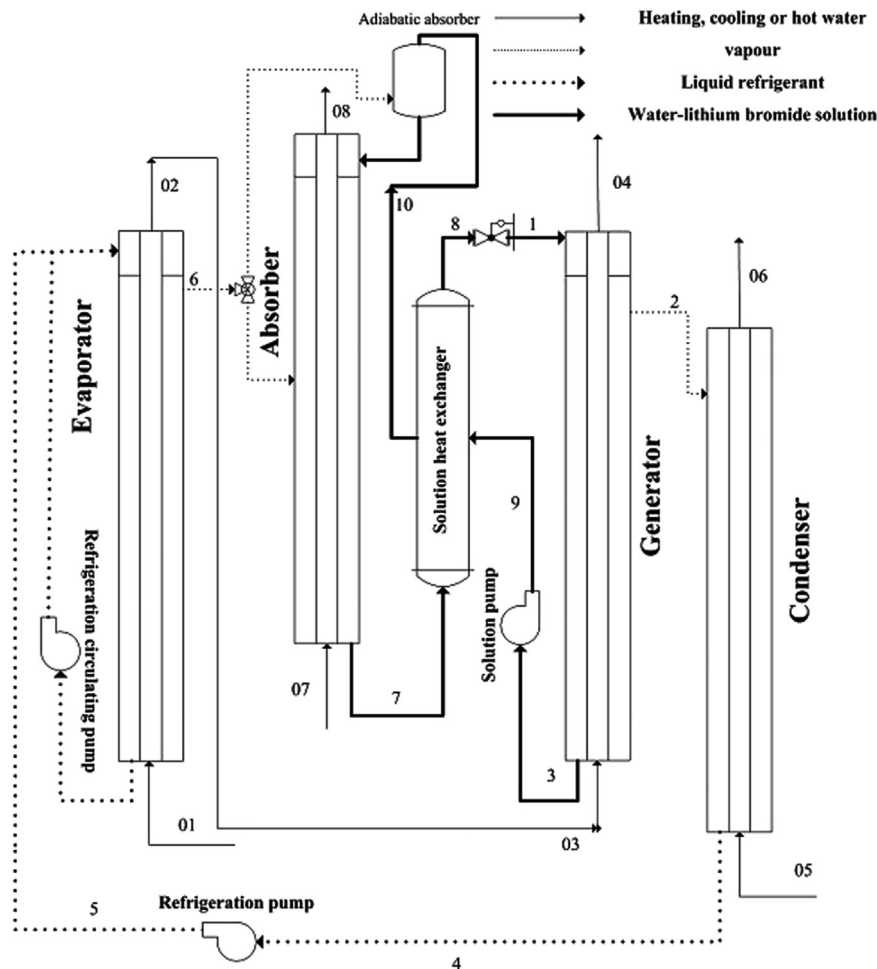 Adiabatic absorber
Heating, cooling or hot water
vapour
Liquid refrigerant
Water-lithium bromide solution
08
02
04
10
8
1
06
6
2
Evaporator
Absorber
Solution heat exchanger
Generator
Condenser
9
Refrigeration circulating pump
Solution pump
07
7
3
01
03
05
5
Refrigeration pump
4